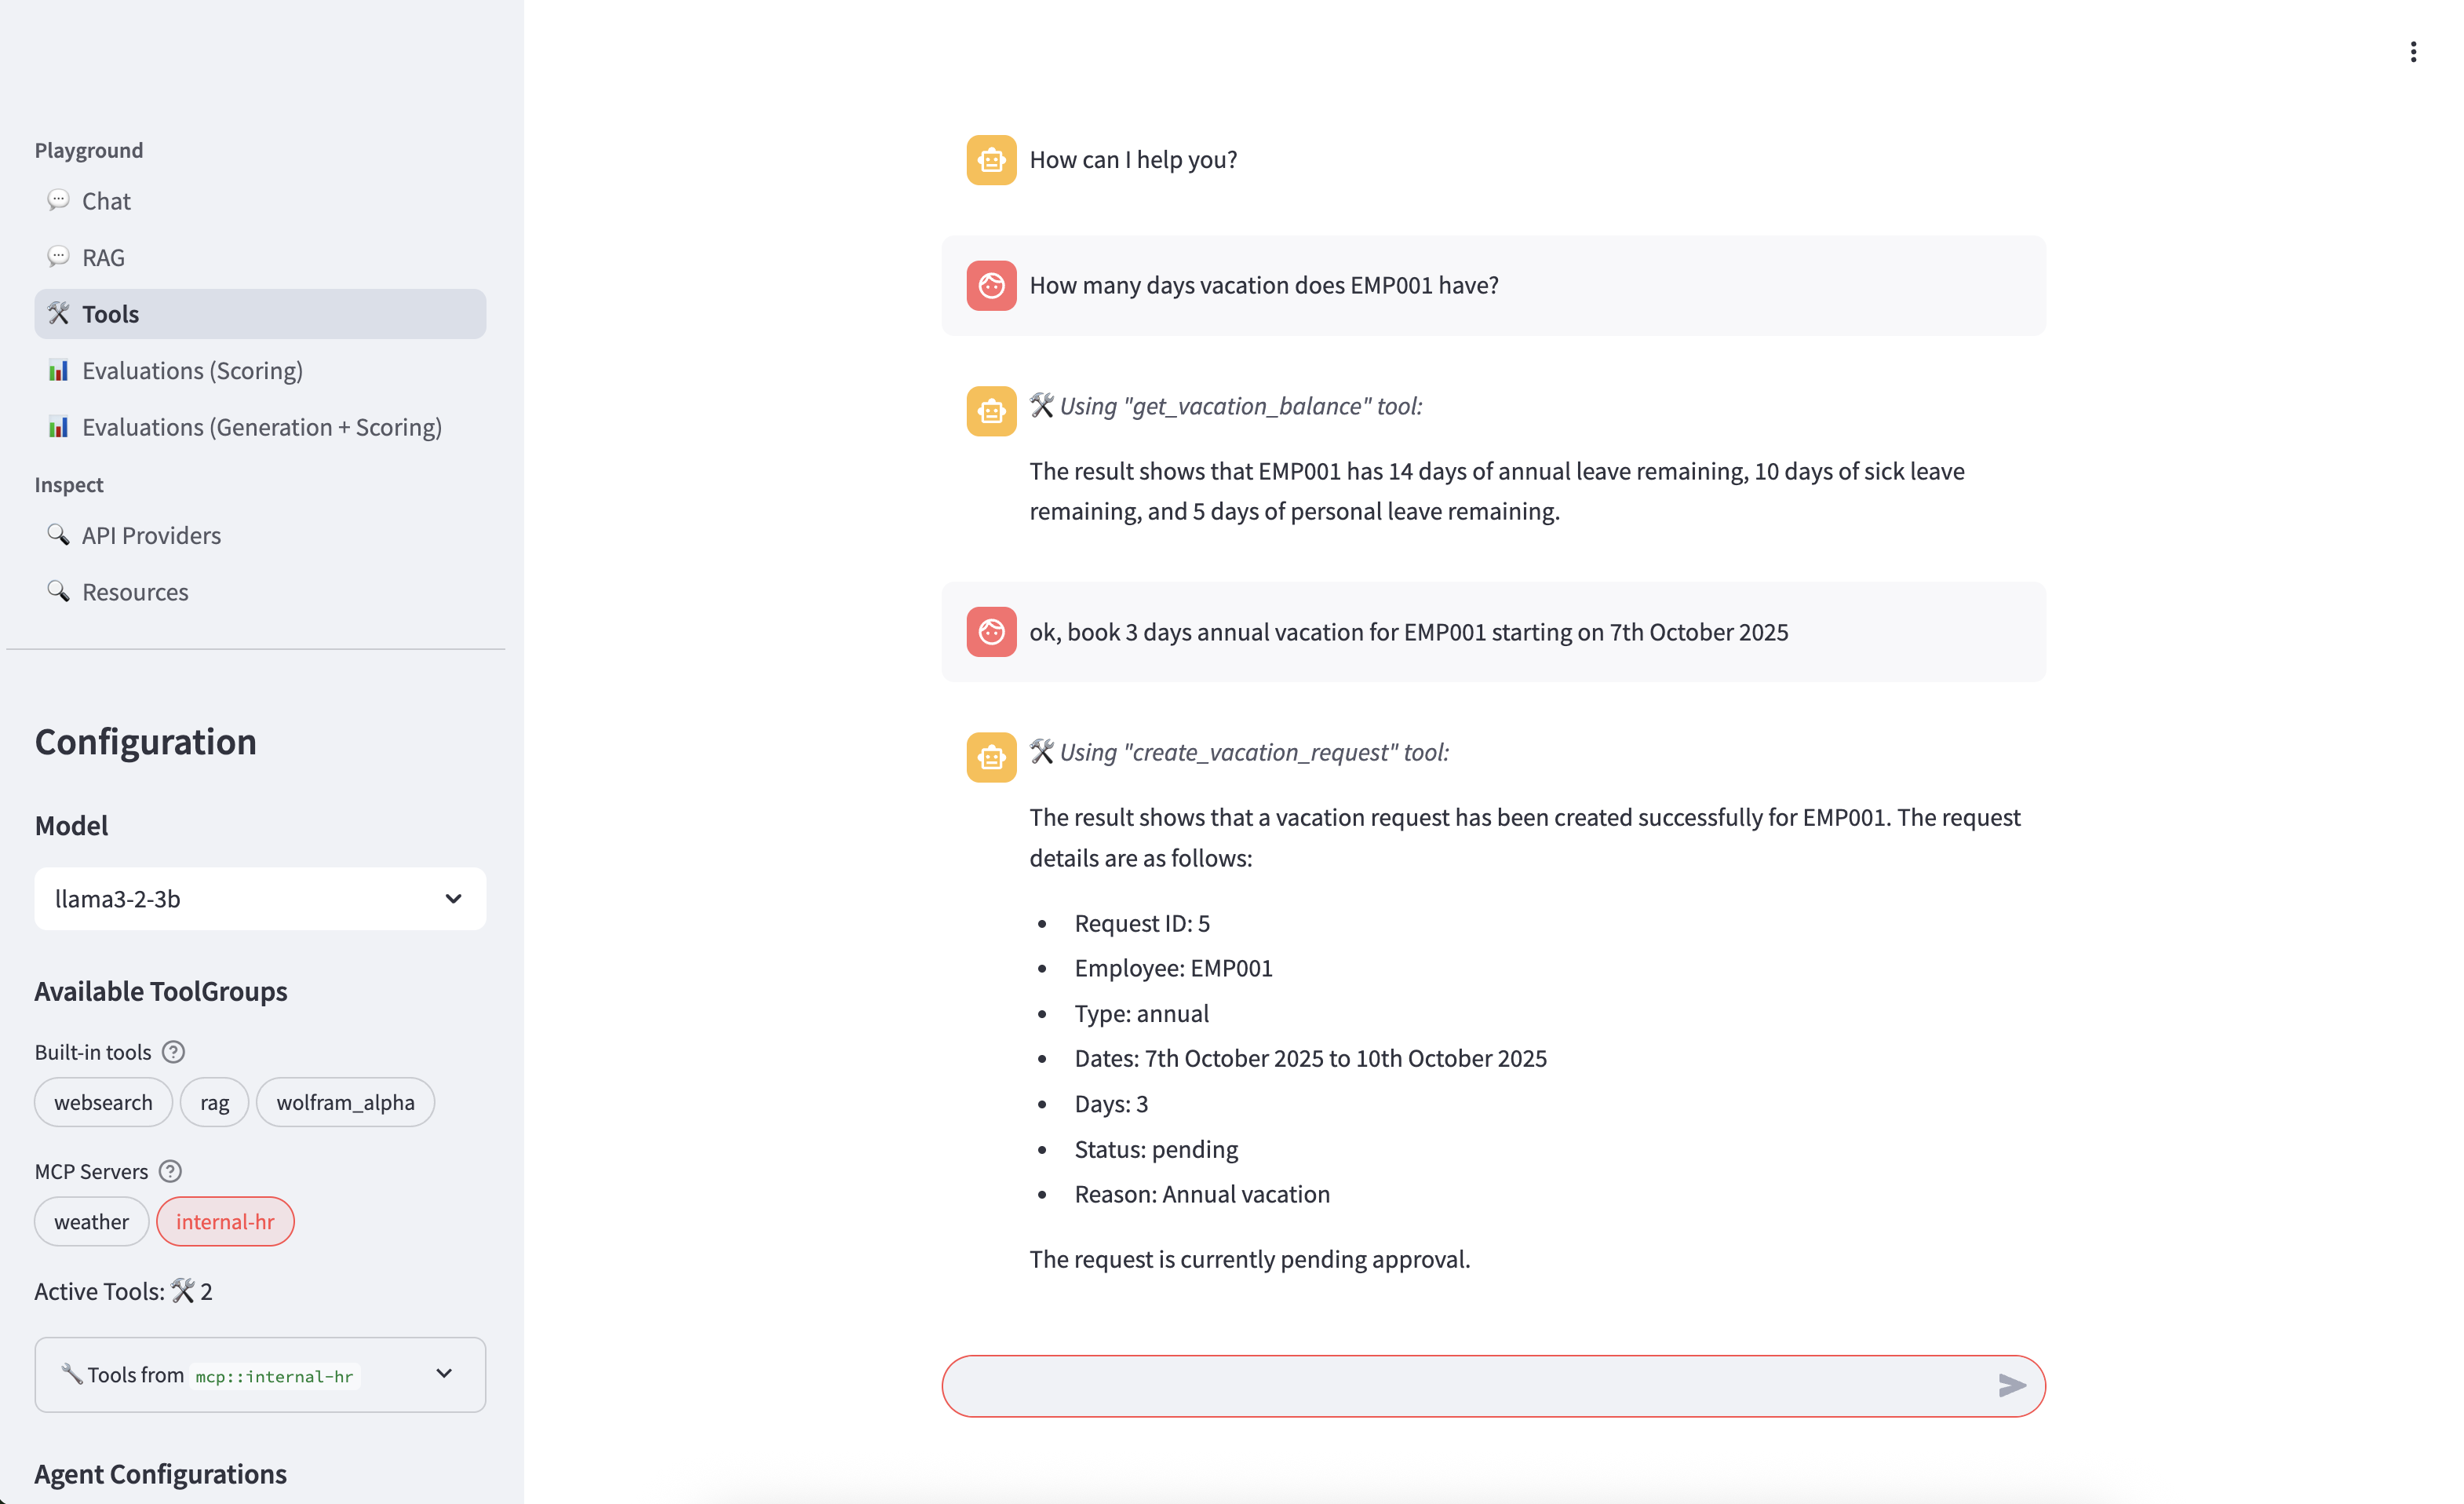 Playground
Chat
RAG
Tools
Evaluations (Scoring)
Evaluations (Generation + Scoring)
Inspect
API Providers
Resources
Configuration
Model
llama3-2-3b
Available ToolGroups
Built-in tools
websearch
rag
wolfram_alpha
MCP Servers
weather
internal-hr
Active Tools: 2
Tools from mcp::internal-hr
Agent Configurations
How can I help you?
How many days vacation does EMP001 have?
Using "get_vacation_balance" tool:
The result shows that EMP001 has 14 days of annual leave remaining, 10 days of sick leave
remaining, and 5 days of personal leave remaining.
ok, book 3 days annual vacation for EMP001 starting on 7th October 2025
Using "create_vacation_request" tool:
The result shows that a vacation request has been created successfully for EMP001. The request
details are as follows:
Request ID: 5
Employee: EMP001
Type: annual
Dates: 7th October 2025 to 10th October 2025
Days: 3
Status: pending
Reason: Annual vacation
The request is currently pending approval.